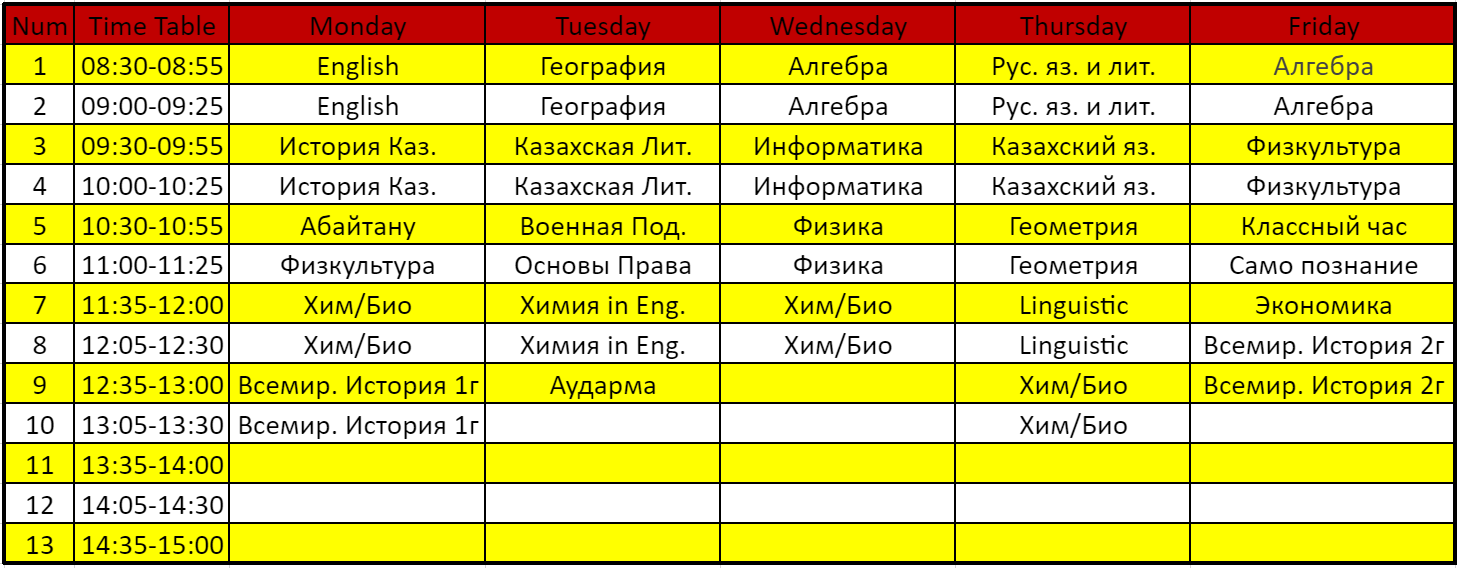 Num Time Table Monday Tuesday Wednesday Thursday Friday
1 08:30-08:55 English География Алгебра Рус. яз. и лит. Алгебра
2 09:00-09:25 English География Алгебра Рус. яз. и лит. Алгебра
3 09:30-09:55 История Каз. Казахская Лит. Информатика Казахский яз. Физкультура
4 10:00-10:25 История Каз. Казахская Лит. Информатика Казахский яз. Физкультура
5 10:30-10:55 Абайтану Военная Под. Физика Геометрия Классный час
6 11:00-11:25 Физкультура Основы Права Физика Геометрия Само познание
7 11:35-12:00 Хим/Био Химия in Eng. Хим/Био Linguistic Экономика
8 12:05-12:30 Хим/Био Химия in Eng. Хим/Био Linguistic Всемир. История 2г
9 12:35-13:00 Всемир. История 1г Аударма Хим/Био Всемир. История 2г
10 13:05-13:30 Всемир. История 1г Хим/Био
11 13:35-14:00
12 14:05-14:30
13 14:35-15:00